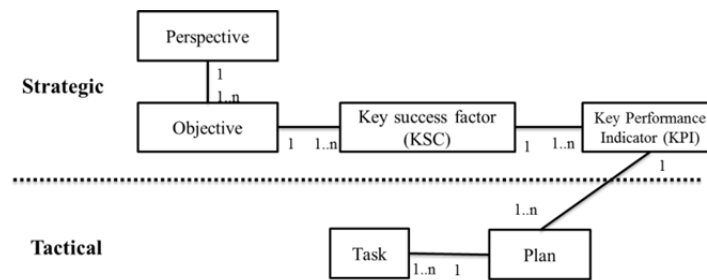 Perspective
1
Strategic
1..n
Objective
Key success factor
(KSC)
Key Performance
Indicator (KPI)
1
1..n
1
1..n
1
1..n
Tactical
Task
Plan
1..n
1